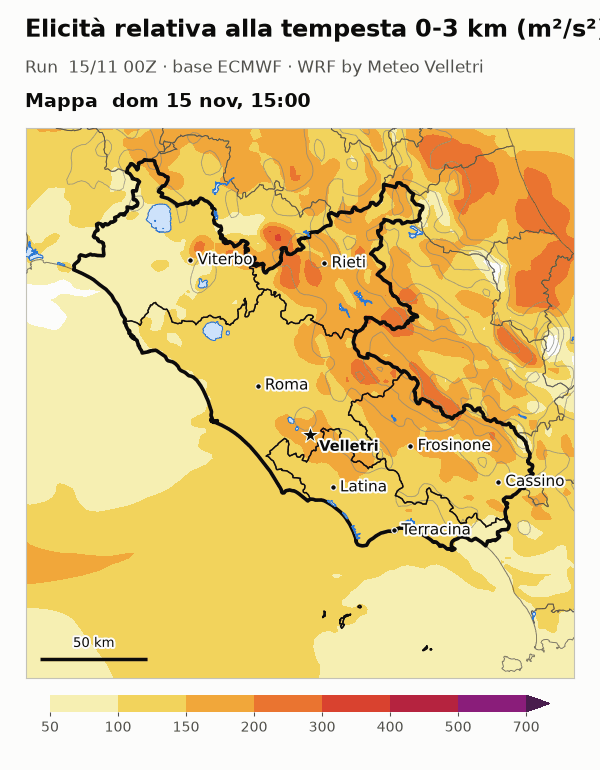 Elicità relativa alla tempesta 0-3 km (m²/s²)
Run  15/11 00Z · base ECMWF · WRF by Meteo Velletri
Mappa  dom 15 nov, 15:00
Viterbo
Rieti
Roma
Velletri
Frosinone
Latina
Cassino
Terracina
50 km
50 100 150 200 300 400 500 700